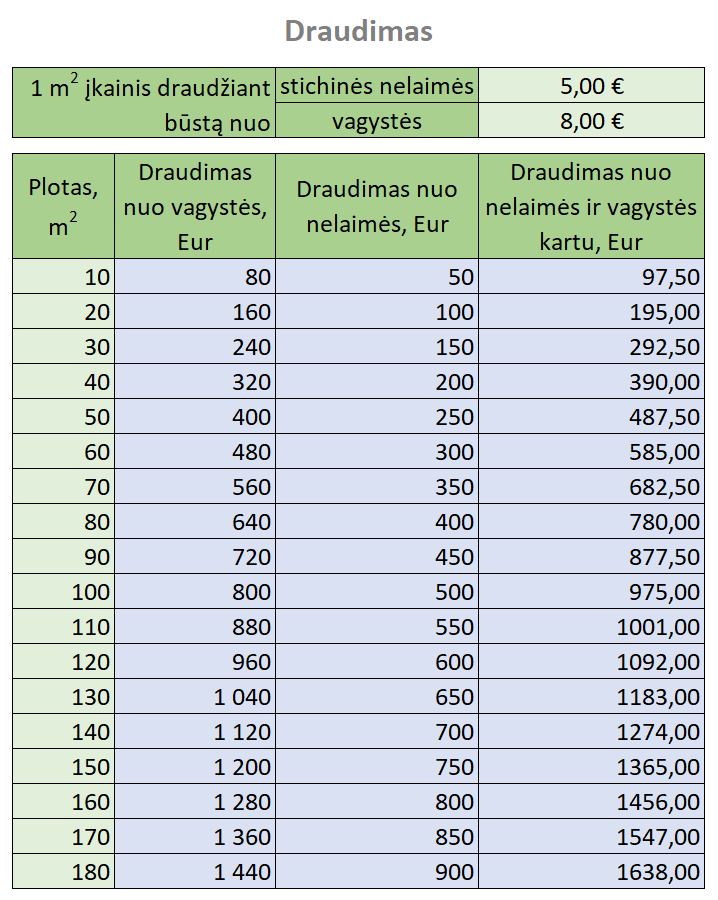 Draudimas
1 m² įkainis draudžiant būstą nuo
stichinės nelaimės 5,00 €
vagystės 8,00 €
Plotas, m²
Draudimas nuo vagystės, Eur
Draudimas nuo nelaimės, Eur
Draudimas nuo nelaimės ir vagystės kartu, Eur
10 80 50 97,50
20 160 100 195,00
30 240 150 292,50
40 320 200 390,00
50 400 250 487,50
60 480 300 585,00
70 560 350 682,50
80 640 400 780,00
90 720 450 877,50
100 800 500 975,00
110 880 550 1001,00
120 960 600 1092,00
130 1 040 650 1183,00
140 1 120 700 1274,00
150 1 200 750 1365,00
160 1 280 800 1456,00
170 1 360 850 1547,00
180 1 440 900 1638,00